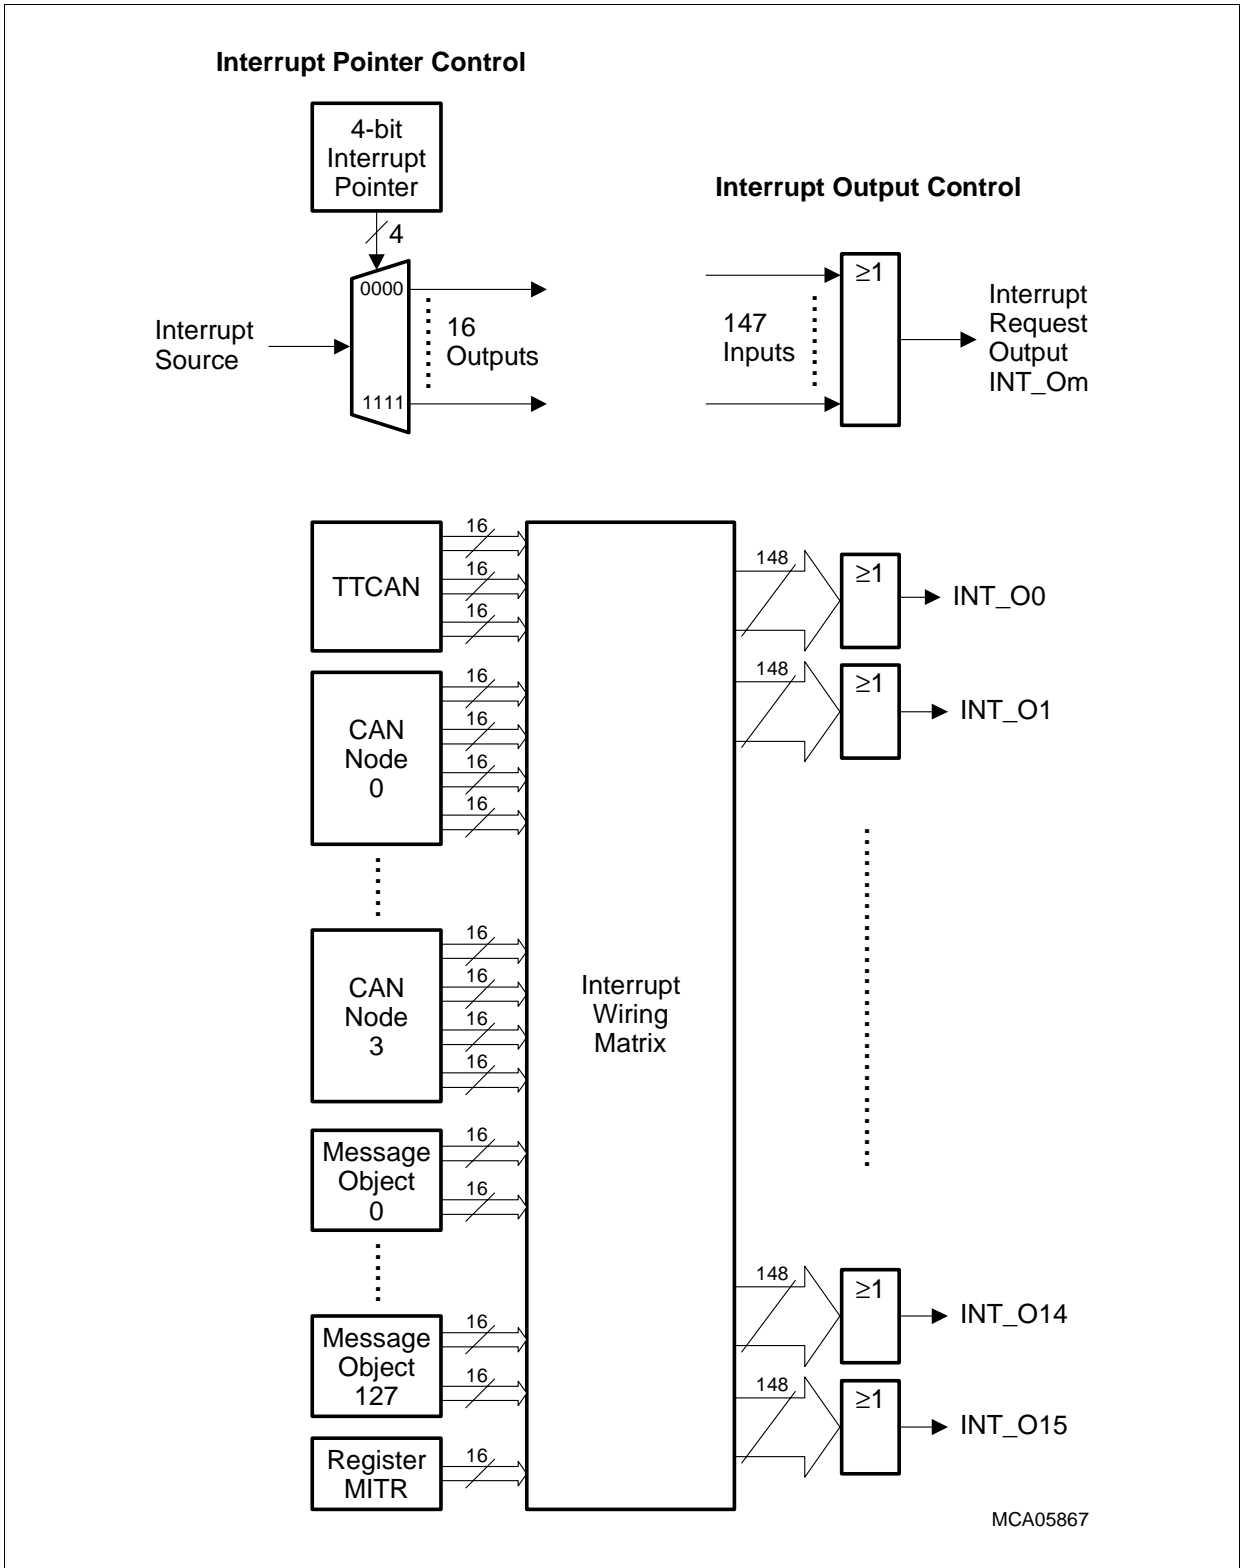 Interrupt Pointer Control
4-bit
Interrupt
Pointer
4
Interrupt Output Control
0000
1111
Interrupt
Source
16
Outputs
147
Inputs
≥1
Interrupt
Request
Output
INT_Om
TTCAN
16
16
16
CAN
Node
0
16
16
16
16
CAN
Node
3
16
16
16
16
Message
Object
0
16
16
Message
Object
127
16
16
Register
MITR
16
Interrupt
Wiring
Matrix
148
≥1
INT_O0
148
≥1
INT_O1
148
≥1
INT_O14
148
≥1
INT_O15
MCA05867